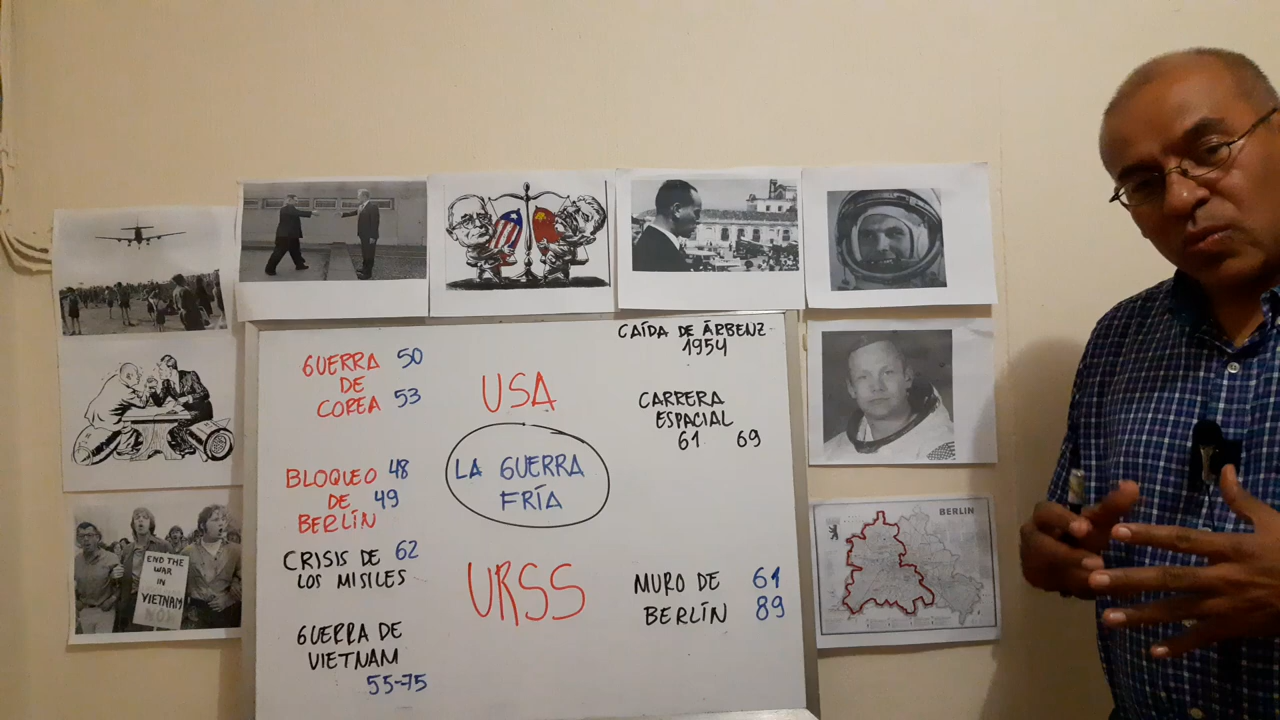 GUERRA 50
DE
COREA 53
BLOQUEO 48
DE 49
BERLÍN
CRISIS DE 62
LOS MISILES
GUERRA DE
VIETNAM
55-75
USA
LA GUERRA
FRÍA
URSS
CAÍDA DE ÁRBENZ
1954
CARRERA
ESPACIAL
61 69
MURO DE 61
BERLÍN 89
END THE
WAR
IN
VIETNAM
NOW
BERLIN